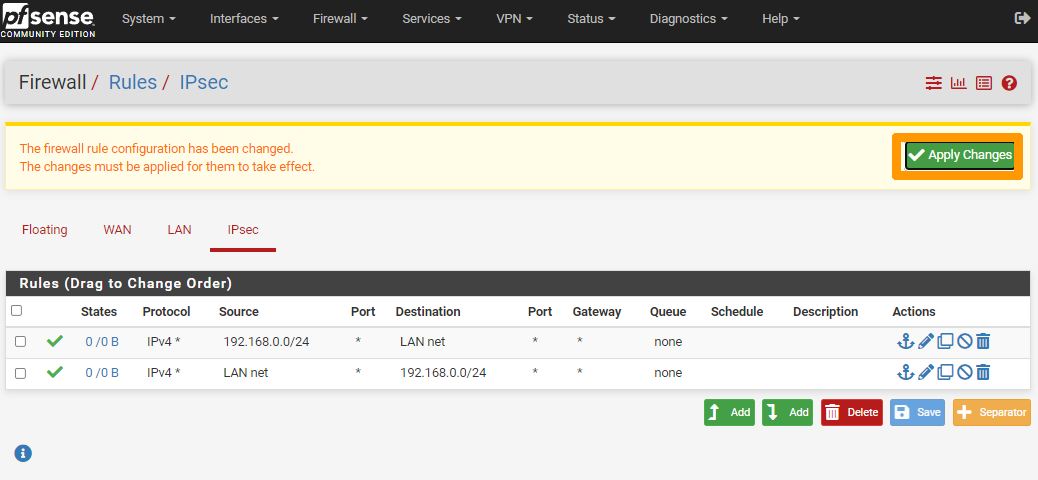 pfsense
COMMUNITY EDITION
System Interfaces Firewall Services VPN Status Diagnostics Help
Firewall / Rules / IPsec
The firewall rule configuration has been changed.
The changes must be applied for them to take effect.
Apply Changes
Floating WAN LAN IPsec
Rules (Drag to Change Order)
States Protocol Source Port Destination Port Gateway Queue Schedule Description Actions
0 /0 B IPv4 * 192.168.0.0/24 * LAN net * * none
0 /0 B IPv4 * LAN net * 192.168.0.0/24 * * none
Add Add Delete Save Separator